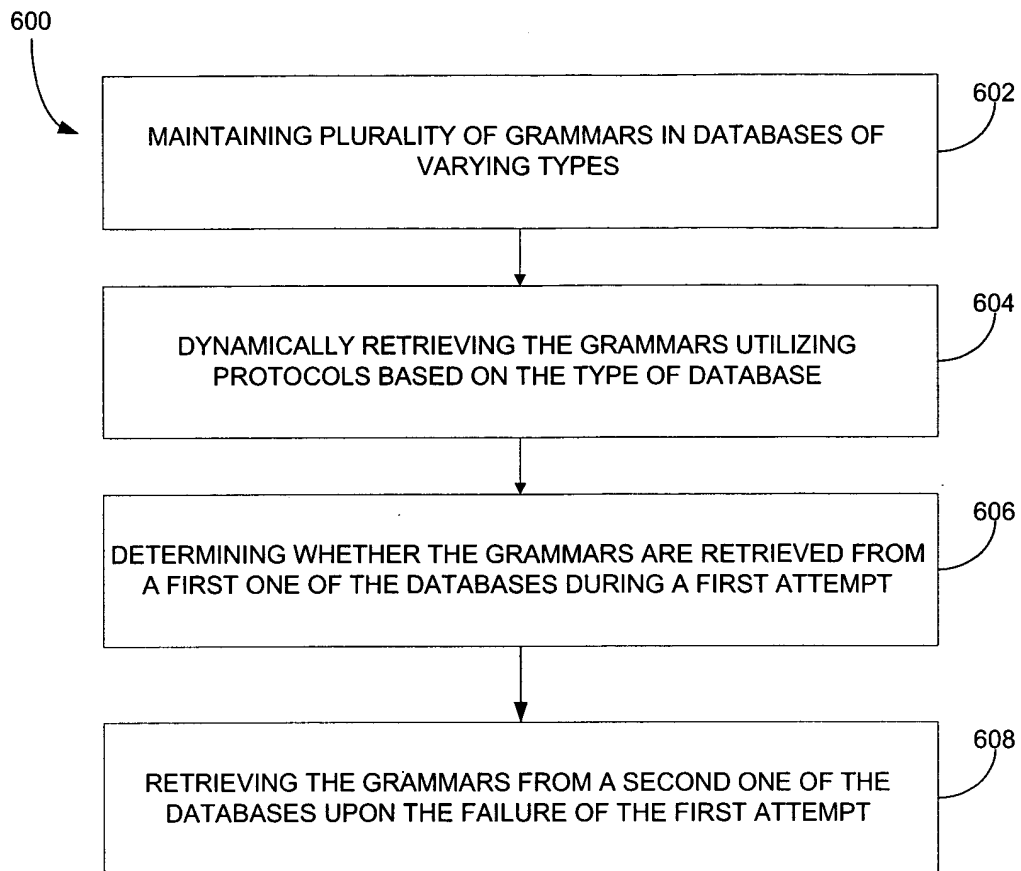 600
602
MAINTAINING PLURALITY OF GRAMMARS IN DATABASES OF
VARYING TYPES
604
DYNAMICALLY RETRIEVING THE GRAMMARS UTILIZING
PROTOCOLS BASED ON THE TYPE OF DATABASE
606
DETERMINING WHETHER THE GRAMMARS ARE RETRIEVED FROM
A FIRST ONE OF THE DATABASES DURING A FIRST ATTEMPT
608
RETRIEVING THE GRAMMARS FROM A SECOND ONE OF THE
DATABASES UPON THE FAILURE OF THE FIRST ATTEMPT